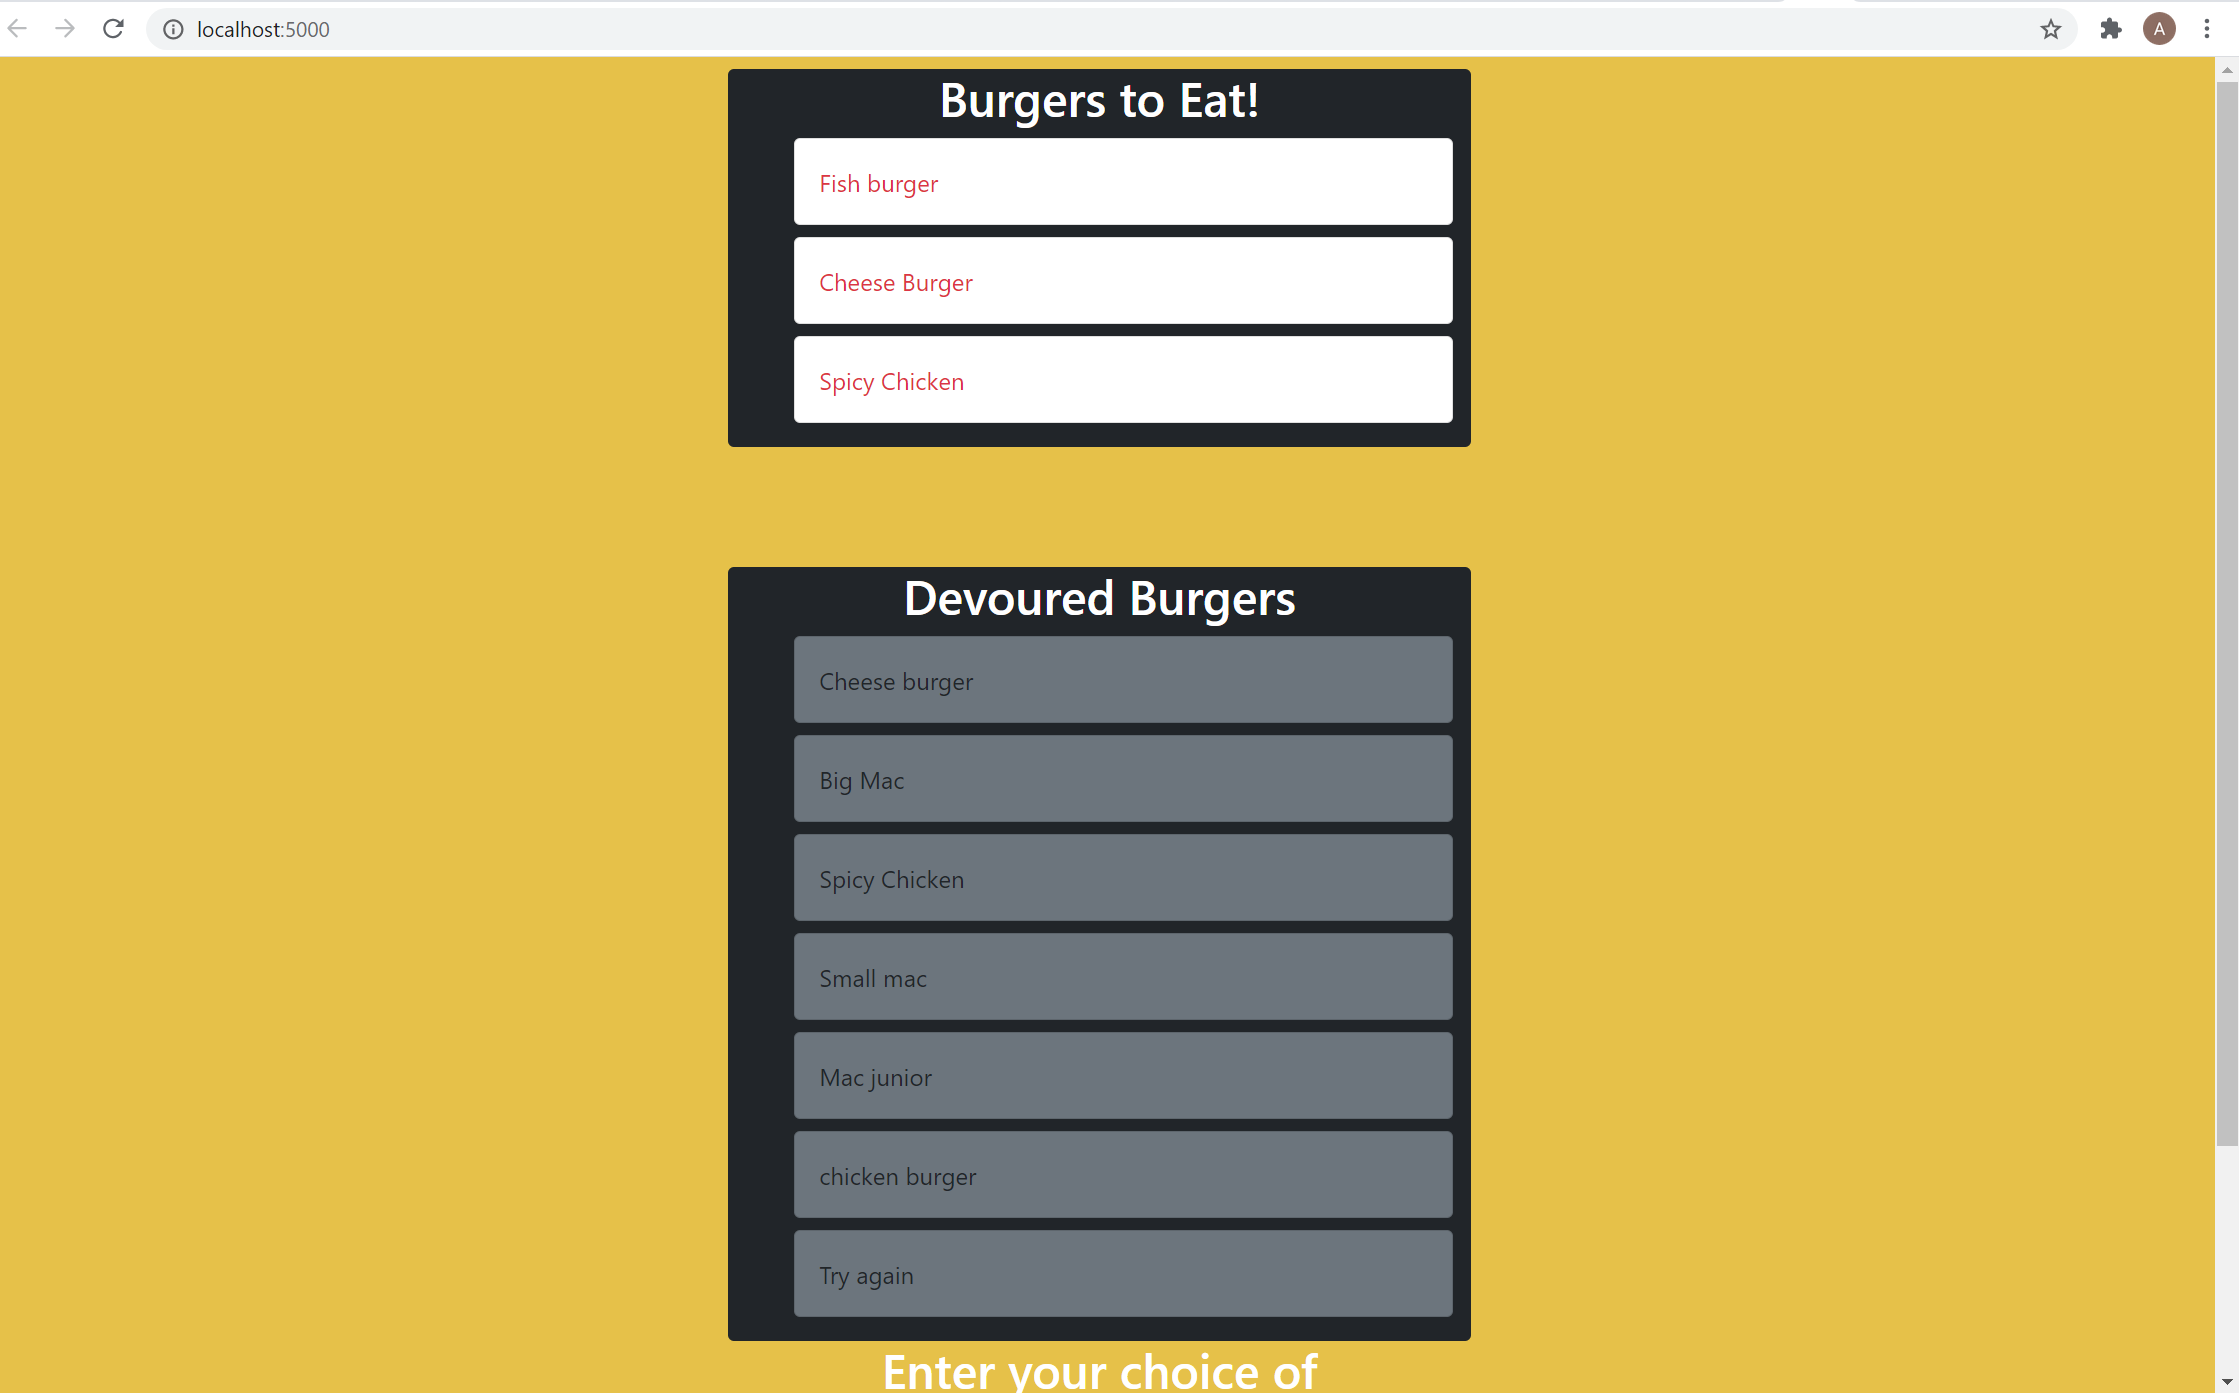 localhost:5000
A
Burgers to Eat!
Fish burger
Cheese Burger
Spicy Chicken
Devoured Burgers
Cheese burger
Big Mac
Spicy Chicken
Small mac
Mac junior
chicken burger
Try again
Enter your choice of